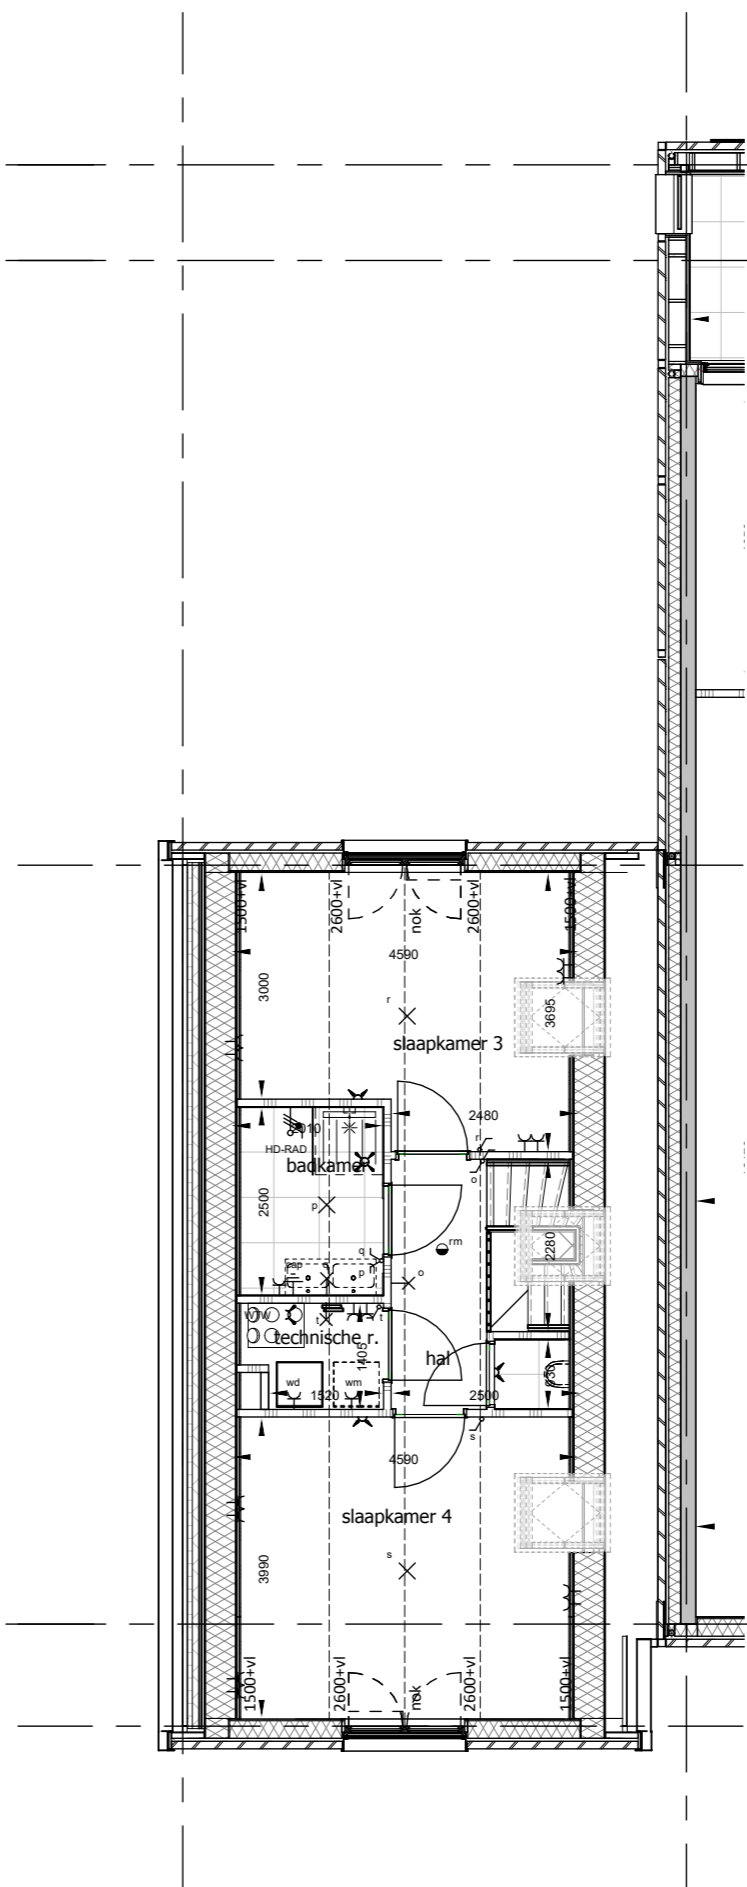 1500+vl
2600+vl
nok
2600+vl
1500+vl
4590
3000
3695
r
slaapkamer 3
2480
HD-RAD
badkamer
r
o
2500
p
rm
2280
q
p
o
WTW
t
t
technische r.
1405
hal
wd
wm
1520
2500
s
4590
slaapkamer 4
s
3990
1500+vl
2600+vl
nok
2600+vl
1500+vl